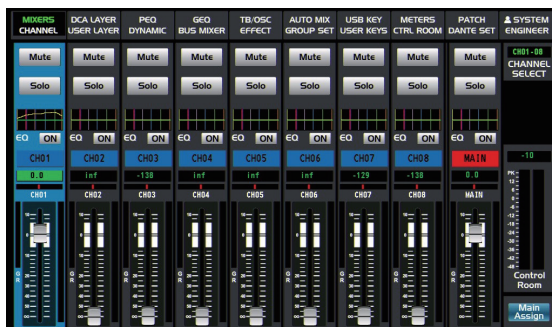 MIXERS DCA LAYER PEQ GEQ TB/OSC AUTO MIX USB KEY METERS PATCH SYSTEM
CHANNEL USER LAYER DYNAMIC BUS MIXER EFFECT GROUP SET USER KEYS CTRL ROOM DANTE SET ENGINEER
Mute Mute Mute Mute Mute Mute Mute Mute Mute CH01-08
CHANNEL
SELECT
Solo Solo Solo Solo Solo Solo Solo Solo Solo
EQ ON EQ ON EQ ON EQ ON EQ ON EQ ON EQ ON EQ ON EQ ON
CH01 CH02 CH03 CH04 CH05 CH06 CH07 CH08 MAIN -10
0.0 inf -138 inf inf inf -129 -138 0.0
CH01 CH02 CH03 CH04 CH05 CH06 CH07 CH08 MAIN
PK
Control
Room
Main
Assign